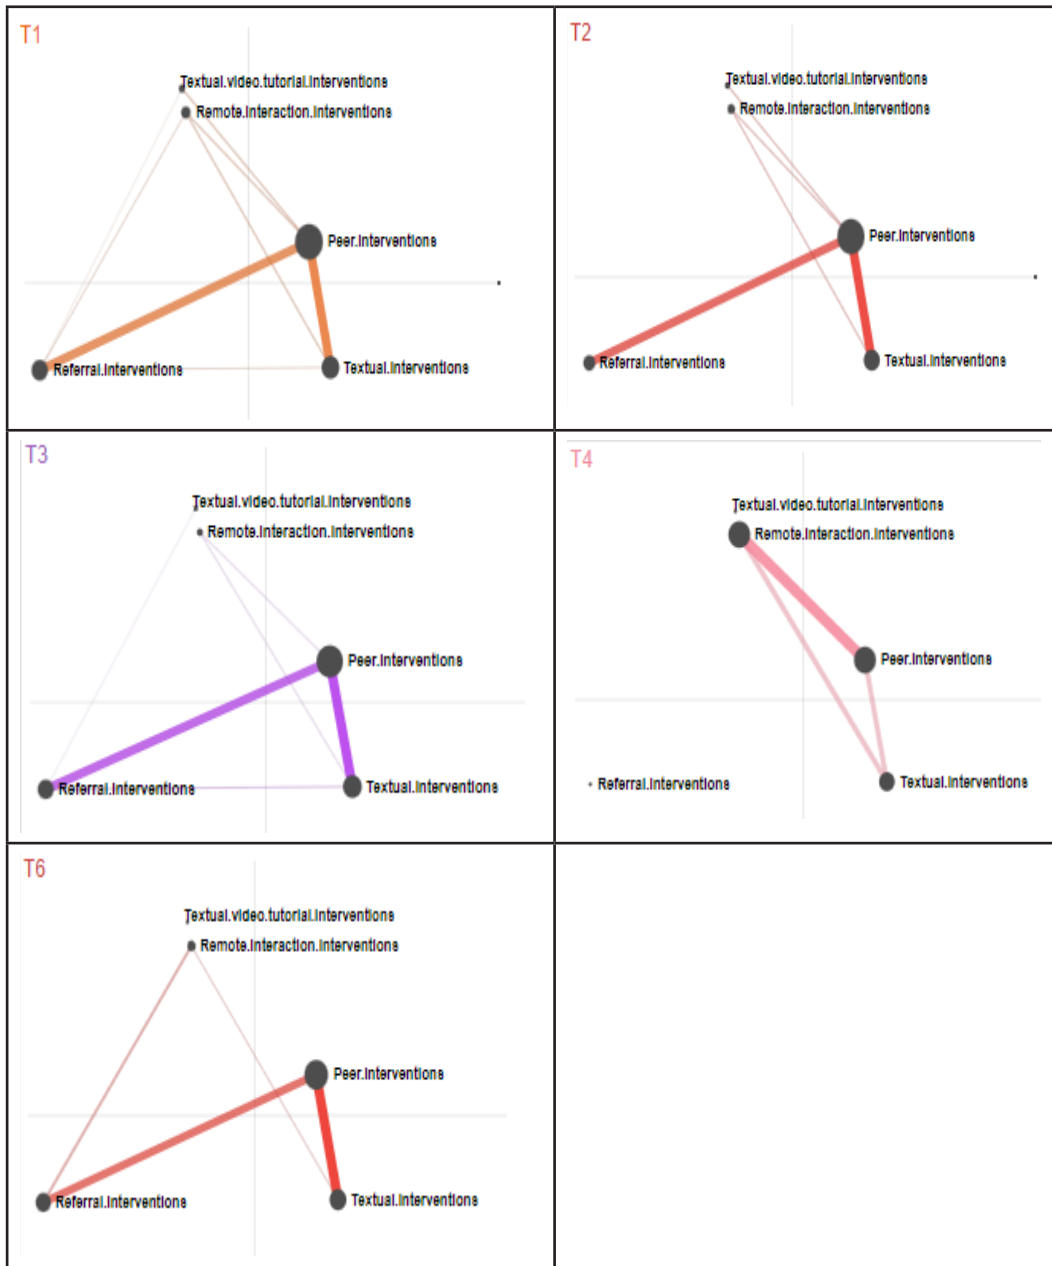 T1
Textual.video.tutorial.Interventions
Remote.Interaction.Interventions
Peer.Interventions
Referral.Interventions
Textual.Interventions
T2
Textual.video.tutorial.Interventions
Remote.Interaction.Interventions
Peer.Interventions
Referral.Interventions
Textual.Interventions
T3
Textual.video.tutorial.Interventions
Remote.Interaction.Interventions
Peer.Interventions
Referral.Interventions
Textual.Interventions
T4
Textual.video.tutorial.Interventions
Remote.Interaction.Interventions
Peer.Interventions
Referral.Interventions
Textual.Interventions
T6
Textual.video.tutorial.Interventions
Remote.Interaction.Interventions
Peer.Interventions
Referral.Interventions
Textual.Interventions